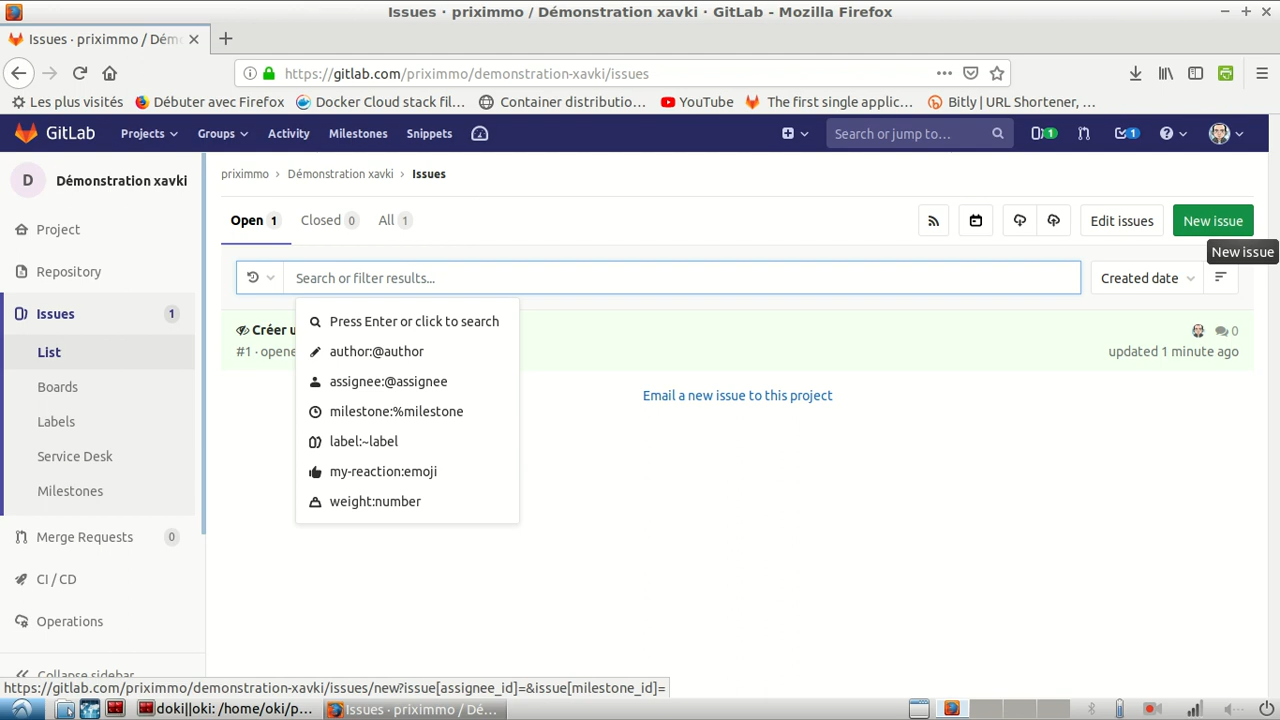 Issues · priximmo / Démonstration xavki · GitLab - Mozilla Firefox
Issues · priximmo / Dém
https://gitlab.com/priximmo/demonstration-xavki/issues
Les plus visités
Débuter avec Firefox
Docker Cloud stack fil…
Container distributio…
YouTube
The first single applic…
Bitly | URL Shortener, …
GitLab
Projects
Groups
Activity
Milestones
Snippets
Search or jump to…
1
1
D
Démonstration xavki
Project
Repository
Issues 1
List
Boards
Labels
Service Desk
Milestones
Merge Requests 0
CI / CD
Operations
Collapse sidebar
priximmo › Démonstration xavki › Issues
Open 1
Closed 0
All 1
Edit issues
New issue
New issue
Search or filter results...
Created date
Press Enter or click to search
author:@author
assignee:@assignee
milestone:%milestone
label:~label
my-reaction:emoji
weight:number
Créer u
#1 · opene
0
updated 1 minute ago
Email a new issue to this project
https://gitlab.com/priximmo/demonstration-xavki/issues/new?issue[assignee_id]=&issue[milestone_id]=
doki||oki:/home/oki/p…
Issues · priximmo / Dé…